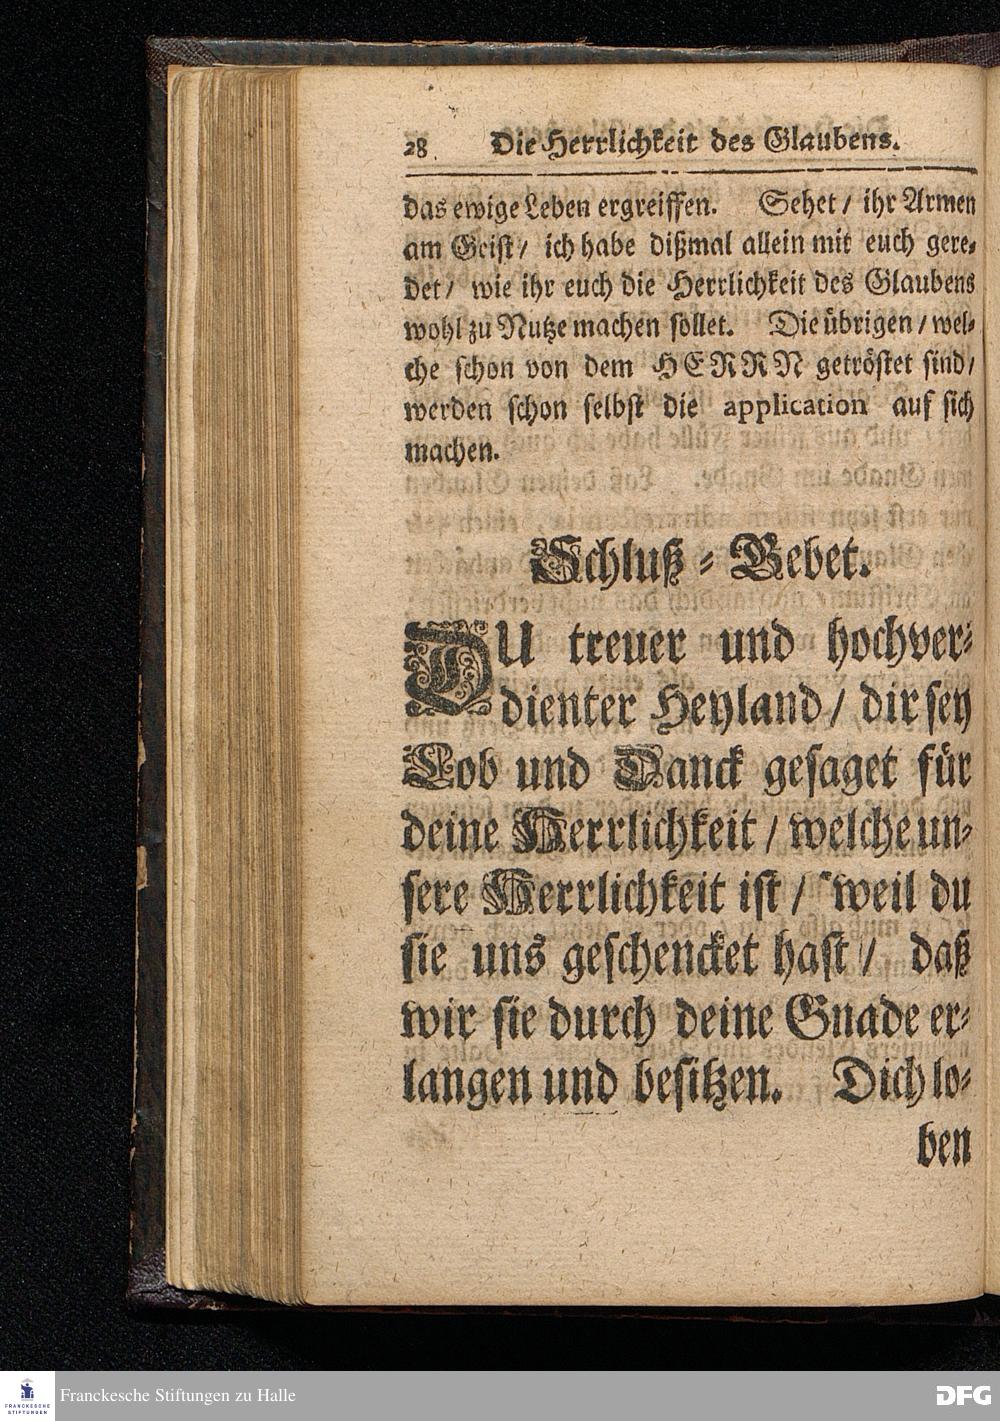 28. Die Herrlichkeit des Glaubens.
das ewige Leben ergreiffen. Sehet / ihr Armen
am Geist / ich habe dißmal allein mit euch gere-
det / wie ihr euch die Herrlichkeit des Glaubens
wohl zu Nutze machen sollet. Die übrigen / wel-
che schon von dem HERRN getröstet sind /
werden schon selbst die application auf sich
machen.
Schluß-Gebet.
DU treuer und hochver-
dienter Heyland / dir sey
Lob und Danck gesaget für
deine Herrlichkeit / welche un-
sere Herrlichkeit ist / weil du
sie uns geschencket hast / daß
wir sie durch deine Gnade er-
langen und besitzen. Dich lo-
ben
FRANCKESCHE STIFTUNGEN
Franckesche Stiftungen zu Halle
DFG